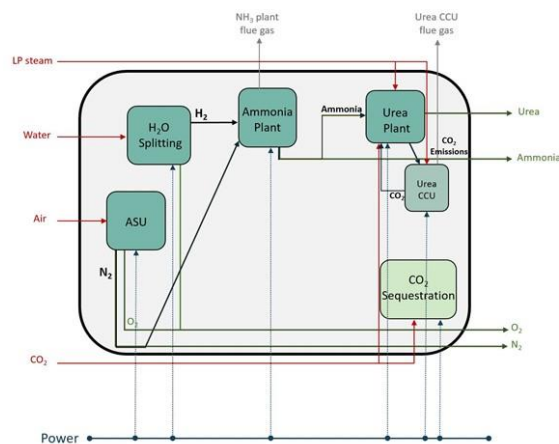 NH₃ plant
flue gas
Urea CCU
flue gas
LP steam
H₂
Ammonia
Plant
Ammonia
Urea
Plant
Urea
Water
H₂O
Splitting
CO₂
Emissions
Ammonia
Urea
CCU
CO₂
Air
ASU
N₂
CO₂
Sequestration
O₂
O₂
N₂
CO₂
Power